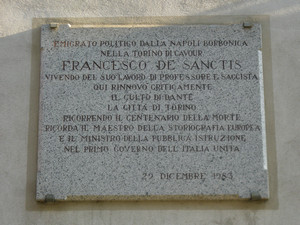 EMIGRATO POLITICO DALLA NAPOLI BORBONICA
NELLA TORINO DI CAVOUR
FRANCESCO DE SANCTIS
VIVENDO DEL SUO LAVORO DI PROFESSORE E SAGGISTA
QUI RINNOVÒ CRITICAMENTE
IL CULTO DI DANTE
LA CITTÀ DI TORINO
RICORRENDO IL CENTENARIO DELLA MORTE
RICORDA IL MAESTRO DELLA STORIOGRAFIA EUROPEA
E IL MINISTRO DELLA PUBBLICA ISTRUZIONE
NEL PRIMO GOVERNO DELL'ITALIA UNITA
29 DICEMBRE 1983